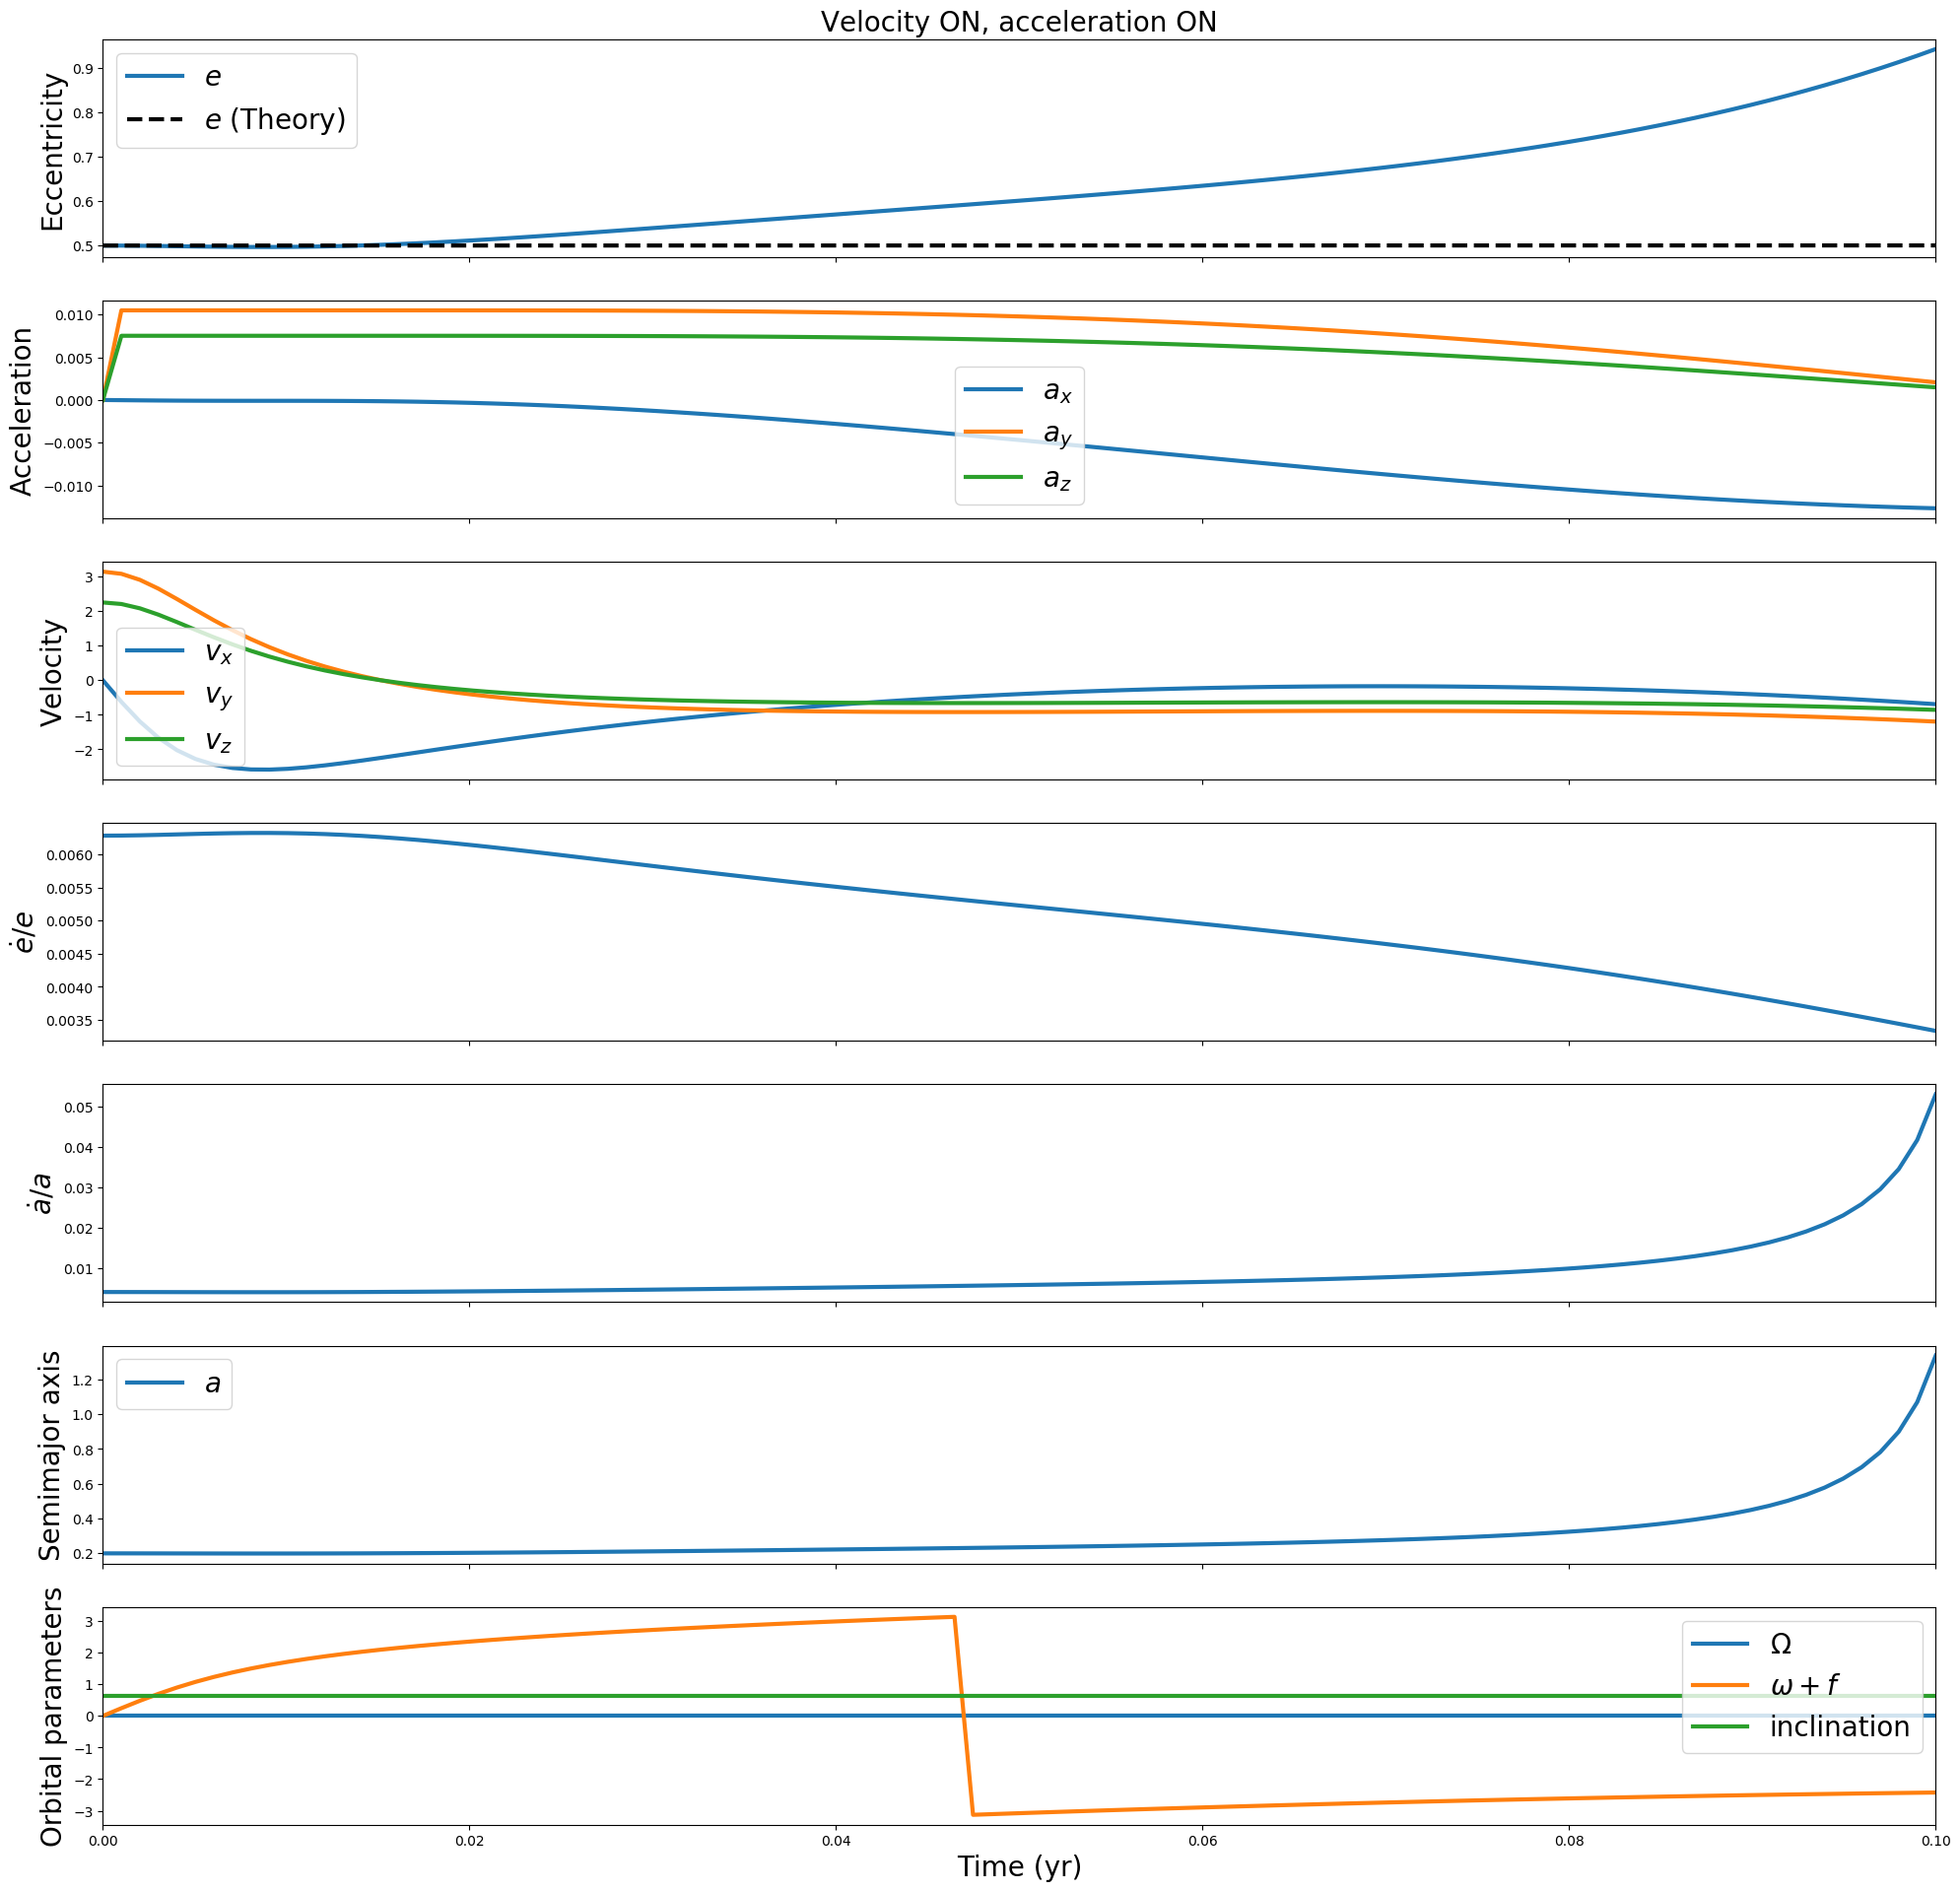 Velocity ON, acceleration ON
Eccentricity
0.9
0.8
0.7
0.6
0.5
e
e (Theory)
Acceleration
0.010
0.005
0.000
−0.005
−0.010
a_x
a_y
a_z
Velocity
3
2
1
0
−1
−2
v_x
v_y
v_z
ė/e
0.0060
0.0055
0.0050
0.0045
0.0040
0.0035
ȧ/a
0.05
0.04
0.03
0.02
0.01
Semimajor axis
1.2
1.0
0.8
0.6
0.4
0.2
a
Orbital parameters
3
2
1
0
−1
−2
−3
Ω
ω + f
inclination
0.00 0.02 0.04 0.06 0.08 0.10
Time (yr)